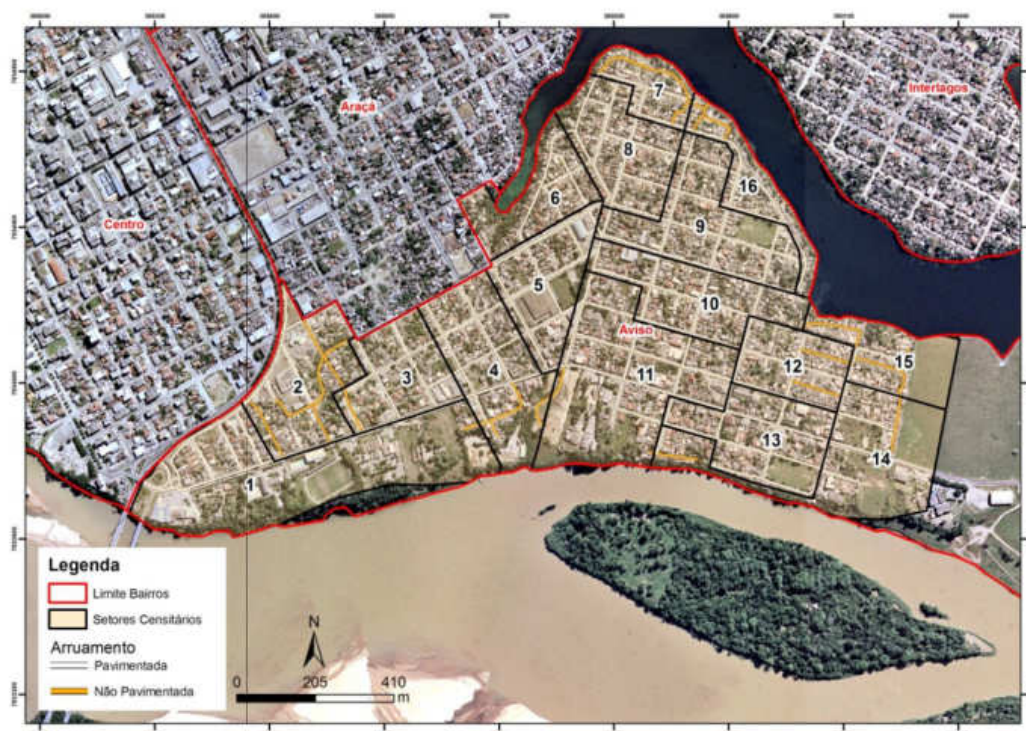 Araçá
Interlagos
Centro
Aviso
7
8
16
6
9
5
10
12
15
2
3
4
11
13
14
1
Legenda
Limite Bairros
Setores Censitários
Arruamento
Pavimentada
Não Pavimentada
N
0 205 410
m